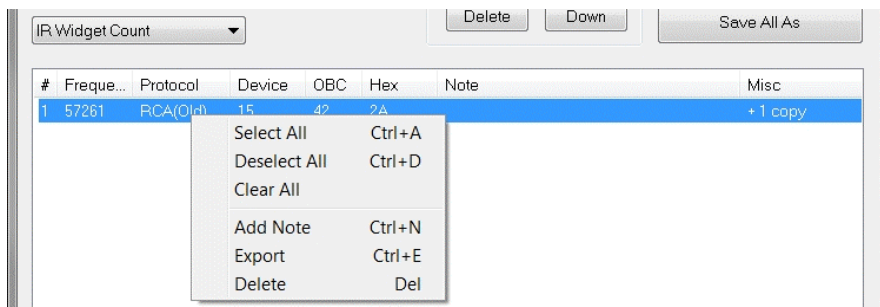 IR Widget Count
Delete Down Save All As
# Freque... Protocol Device OBC Hex Note Misc
1 57261 RCA(Old) 15 42 2A + 1 copy
Select All Ctrl+A
Deselect All Ctrl+D
Clear All
Add Note Ctrl+N
Export Ctrl+E
Delete Del